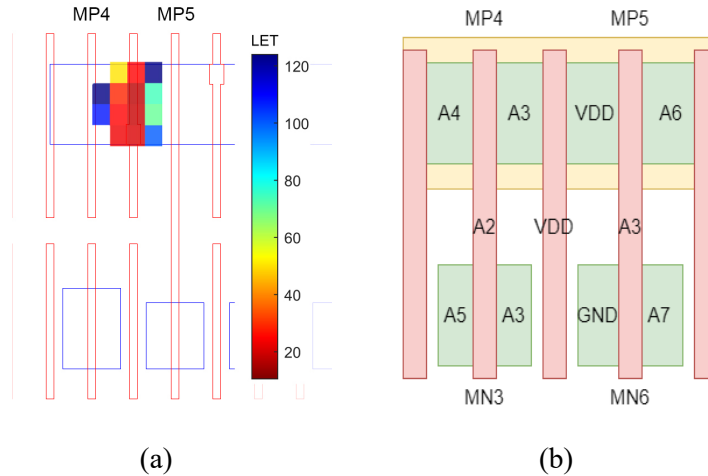 MP4 MP5
LET
120
100
80
60
40
20
(a)
MP4 MP5
A4 A3 VDD A6
A2 VDD A3
A5 A3 GND A7
MN3 MN6
(b)